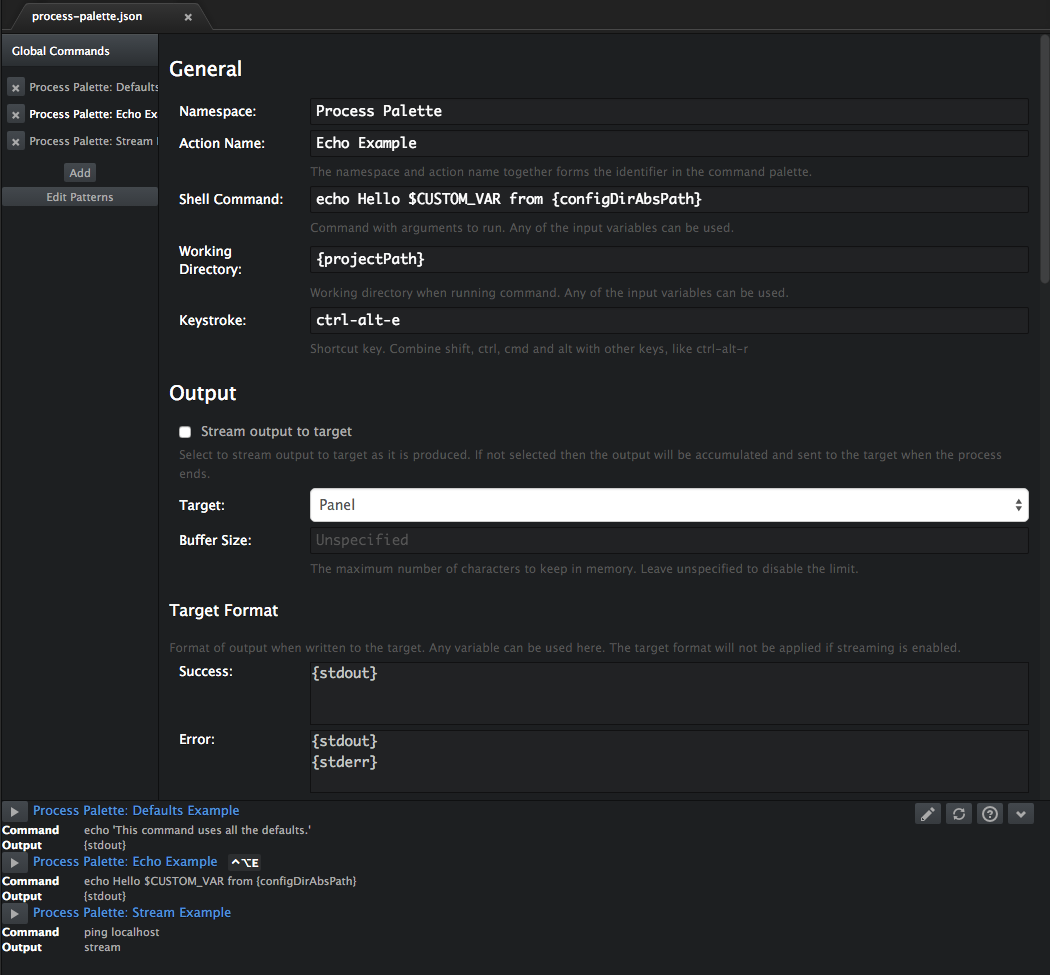 process-palette.json
Global Commands
Process Palette: Defaults
Process Palette: Echo Ex
Process Palette: Stream
Add
Edit Patterns
General
Namespace: Process Palette
Action Name: Echo Example
The namespace and action name together forms the identifier in the command palette.
Shell Command: echo Hello $CUSTOM_VAR from {configDirAbsPath}
Command with arguments to run. Any of the input variables can be used.
Working
Directory: {projectPath}
Working directory when running command. Any of the input variables can be used.
Keystroke: ctrl-alt-e
Shortcut key. Combine shift, ctrl, cmd and alt with other keys, like ctrl-alt-r
Output
Stream output to target
Select to stream output to target as it is produced. If not selected then the output will be accumulated and sent to the target when the process
ends.
Target: Panel
Buffer Size: Unspecified
The maximum number of characters to keep in memory. Leave unspecified to disable the limit.
Target Format
Format of output when written to the target. Any variable can be used here. The target format will not be applied if streaming is enabled.
Success: {stdout}
Error: {stdout}
{stderr}
Process Palette: Defaults Example
Command echo 'This command uses all the defaults.'
Output {stdout}
Process Palette: Echo Example ⌃⌥E
Command echo Hello $CUSTOM_VAR from {configDirAbsPath}
Output {stdout}
Process Palette: Stream Example
Command ping localhost
Output stream